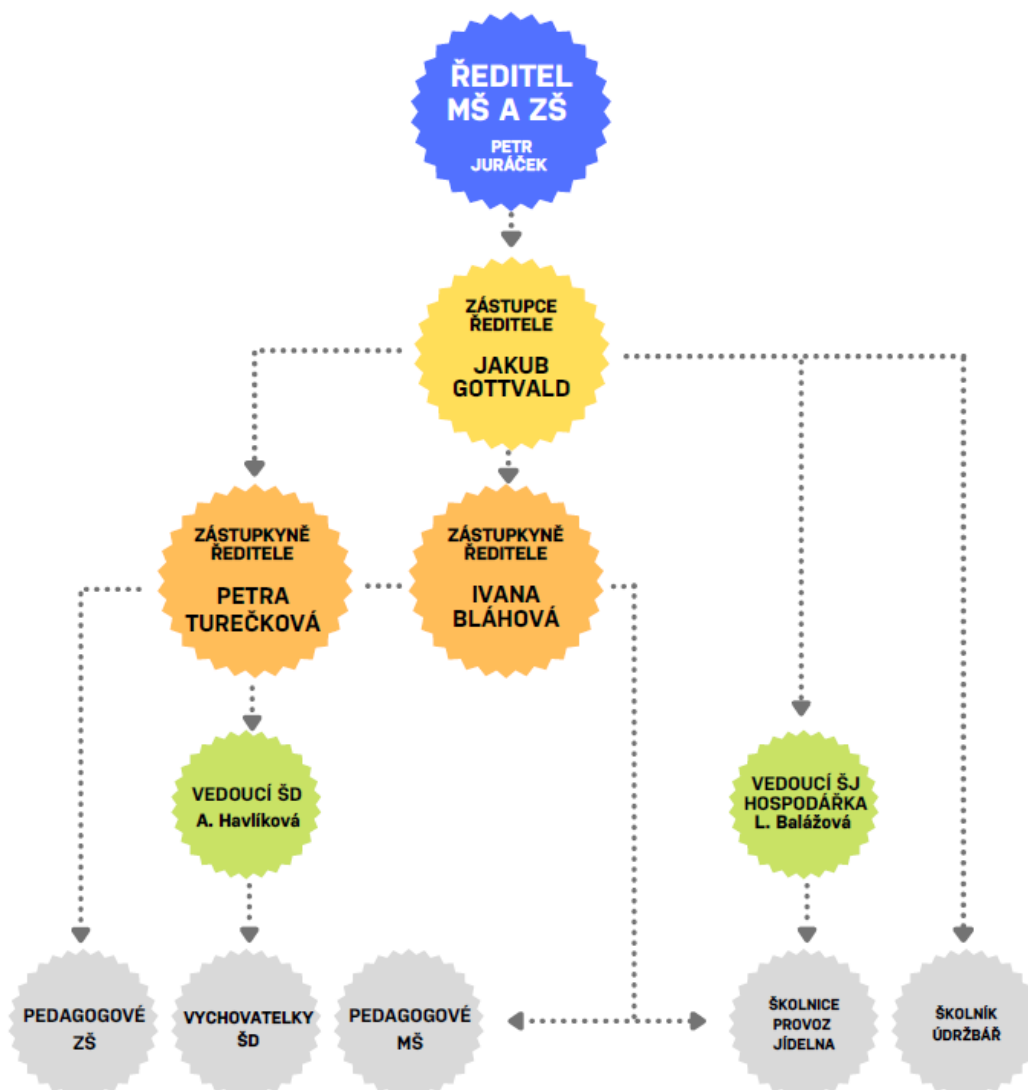 ŘEDITEL
MŠ A ZŠ
PETR
JURÁČEK
ZÁSTUPCE
ŘEDITELE
JAKUB
GOTTVALD
ZÁSTUPKYNĚ
ŘEDITELE
PETRA
TUREČKOVÁ
ZÁSTUPKYNĚ
ŘEDITELE
IVANA
BLÁHOVÁ
VEDOUCÍ ŠD
A. Havlíková
VEDOUCÍ ŠJ
HOSPODÁŘKA
L. Balážová
PEDAGOGOVÉ
ZŠ
VYCHOVATELKY
ŠD
PEDAGOGOVÉ
MŠ
ŠKOLNICE
PROVOZ
JÍDELNA
ŠKOLNÍK
ÚDRŽBÁŘ